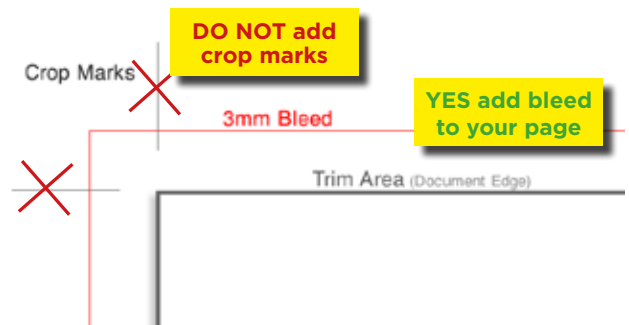 DO NOT add
crop marks
Crop Marks
YES add bleed
to your page
3mm Bleed
Trim Area (Document Edge)